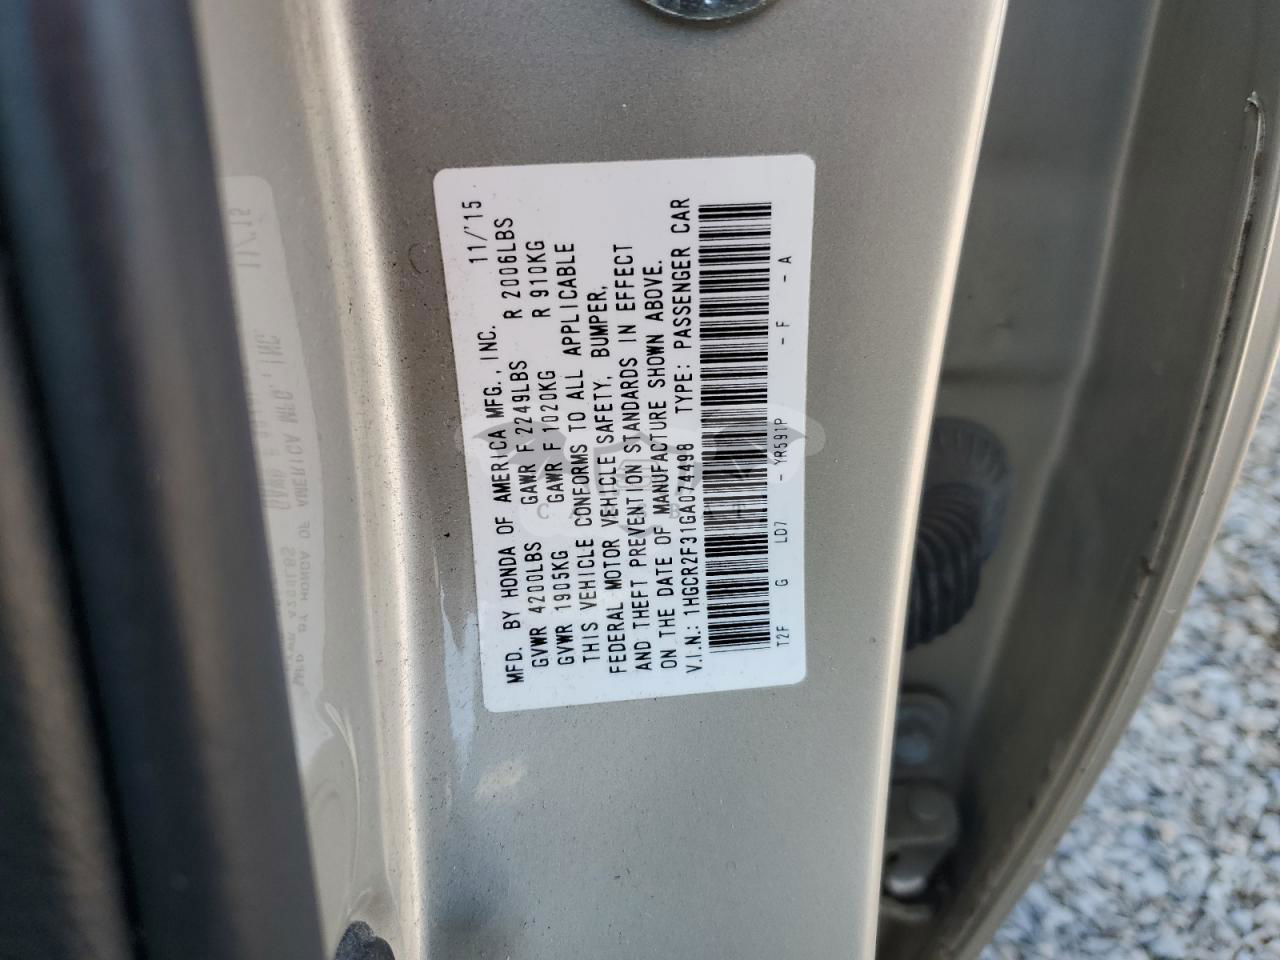 MFD. BY HONDA OF AMERICA MFG., INC. 11/'15
GVWR 4200LBS GAWR F 2249LBS R 2006LBS
GVWR 1905KG GAWR F 1020KG R 910KG
THIS VEHICLE CONFORMS TO ALL APPLICABLE
FEDERAL MOTOR VEHICLE SAFETY, BUMPER,
AND THEFT PREVENTION STANDARDS IN EFFECT
ON THE DATE OF MANUFACTURE SHOWN ABOVE.
V.I.N.: 1HGCR2F31GA074498 TYPE: PASSENGER CAR
T2F G LD7 - YR591P - F - A